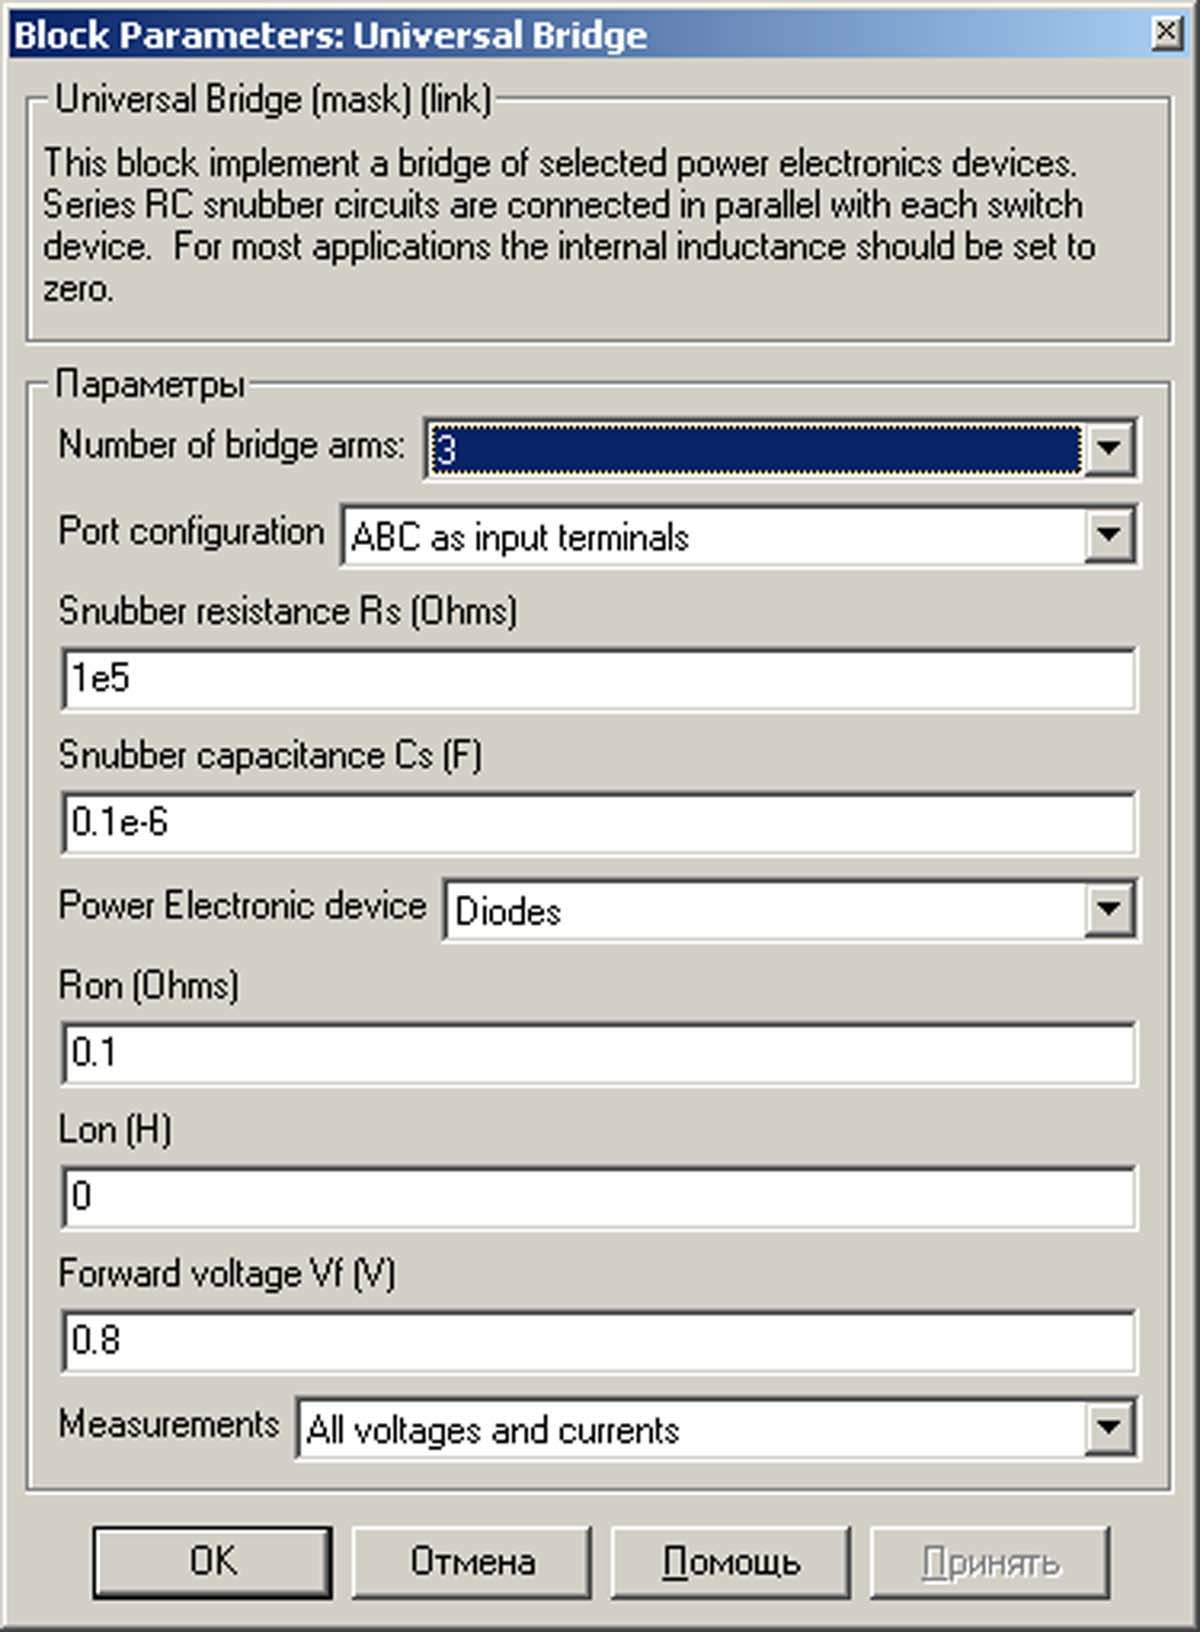 Block Parameters: Universal Bridge
Universal Bridge (mask) (link)
This block implement a bridge of selected power electronics devices.
Series RC snubber circuits are connected in parallel with each switch
device.  For most applications the internal inductance should be set to
zero.
Параметры
Number of bridge arms: 3
Port configuration ABC as input terminals
Snubber resistance Rs (Ohms)
1e5
Snubber capacitance Cs (F)
0.1e-6
Power Electronic device Diodes
Ron (Ohms)
0.1
Lon (H)
0
Forward voltage Vf (V)
0.8
Measurements All voltages and currents
OK Отмена Помощь Принять